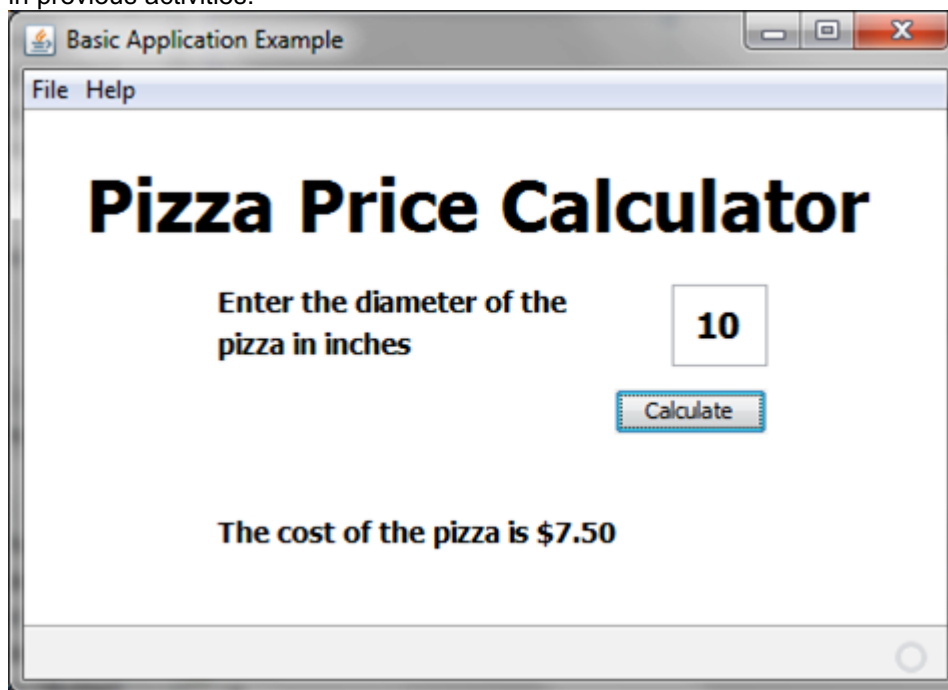 in previous activities.
Basic Application Example
File Help
Pizza Price Calculator
Enter the diameter of the
pizza in inches
10
Calculate
The cost of the pizza is $7.50